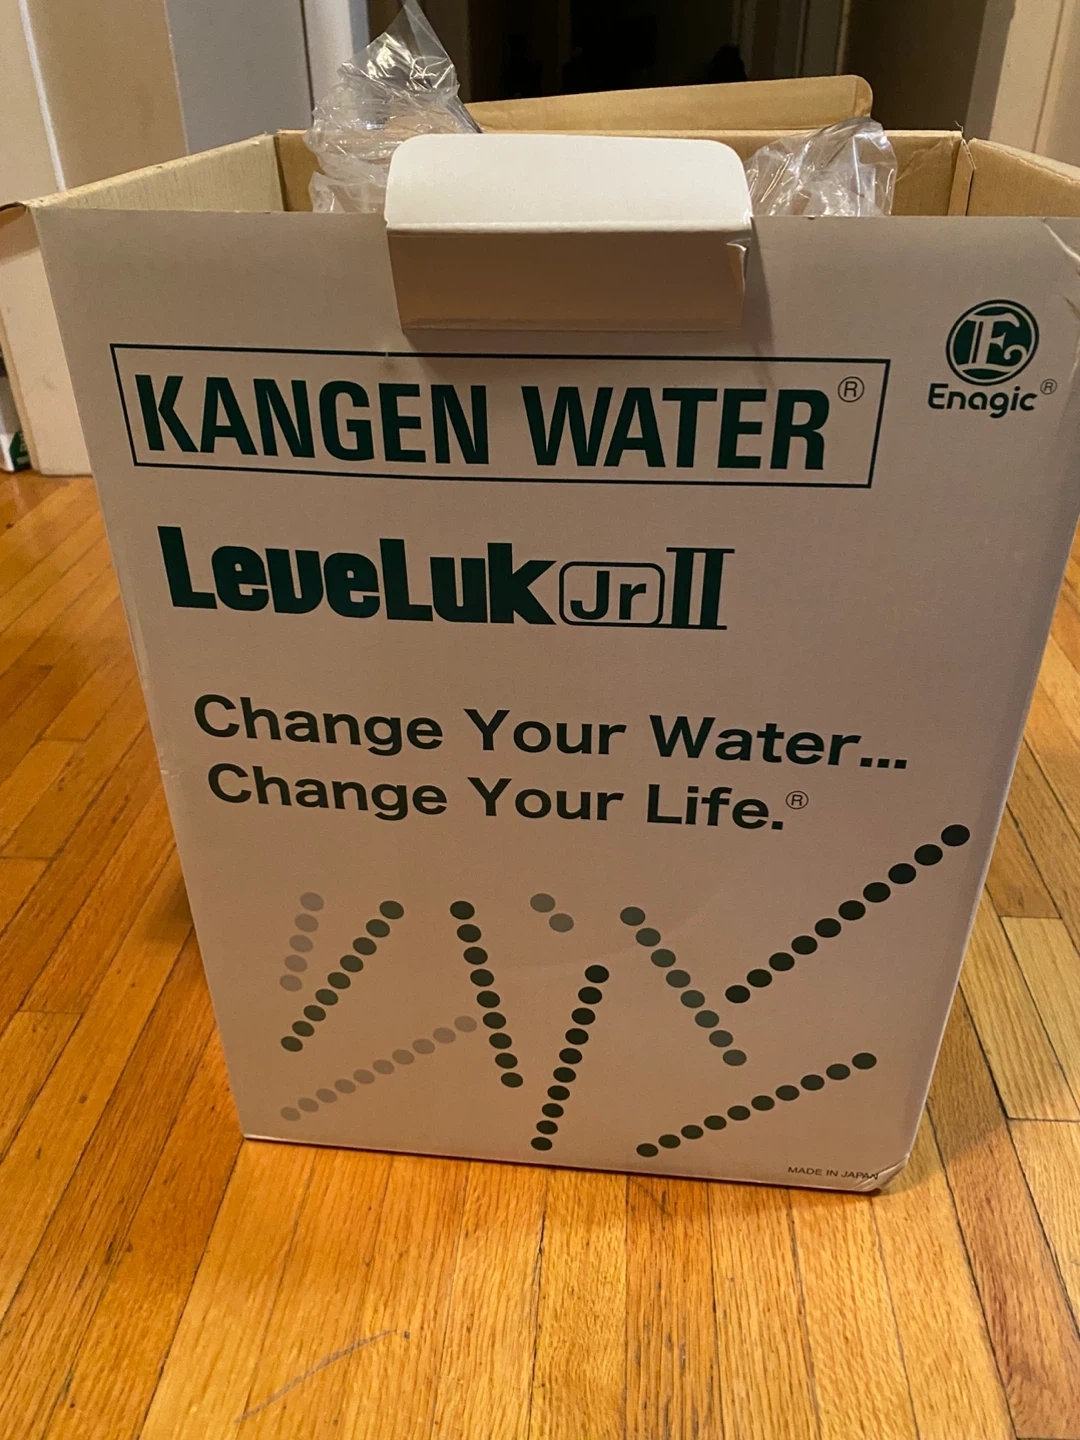 Enagic®
KANGEN WATER®
LeveLuk Jr II
Change Your Water...
Change Your Life.®
MADE IN JAPAN